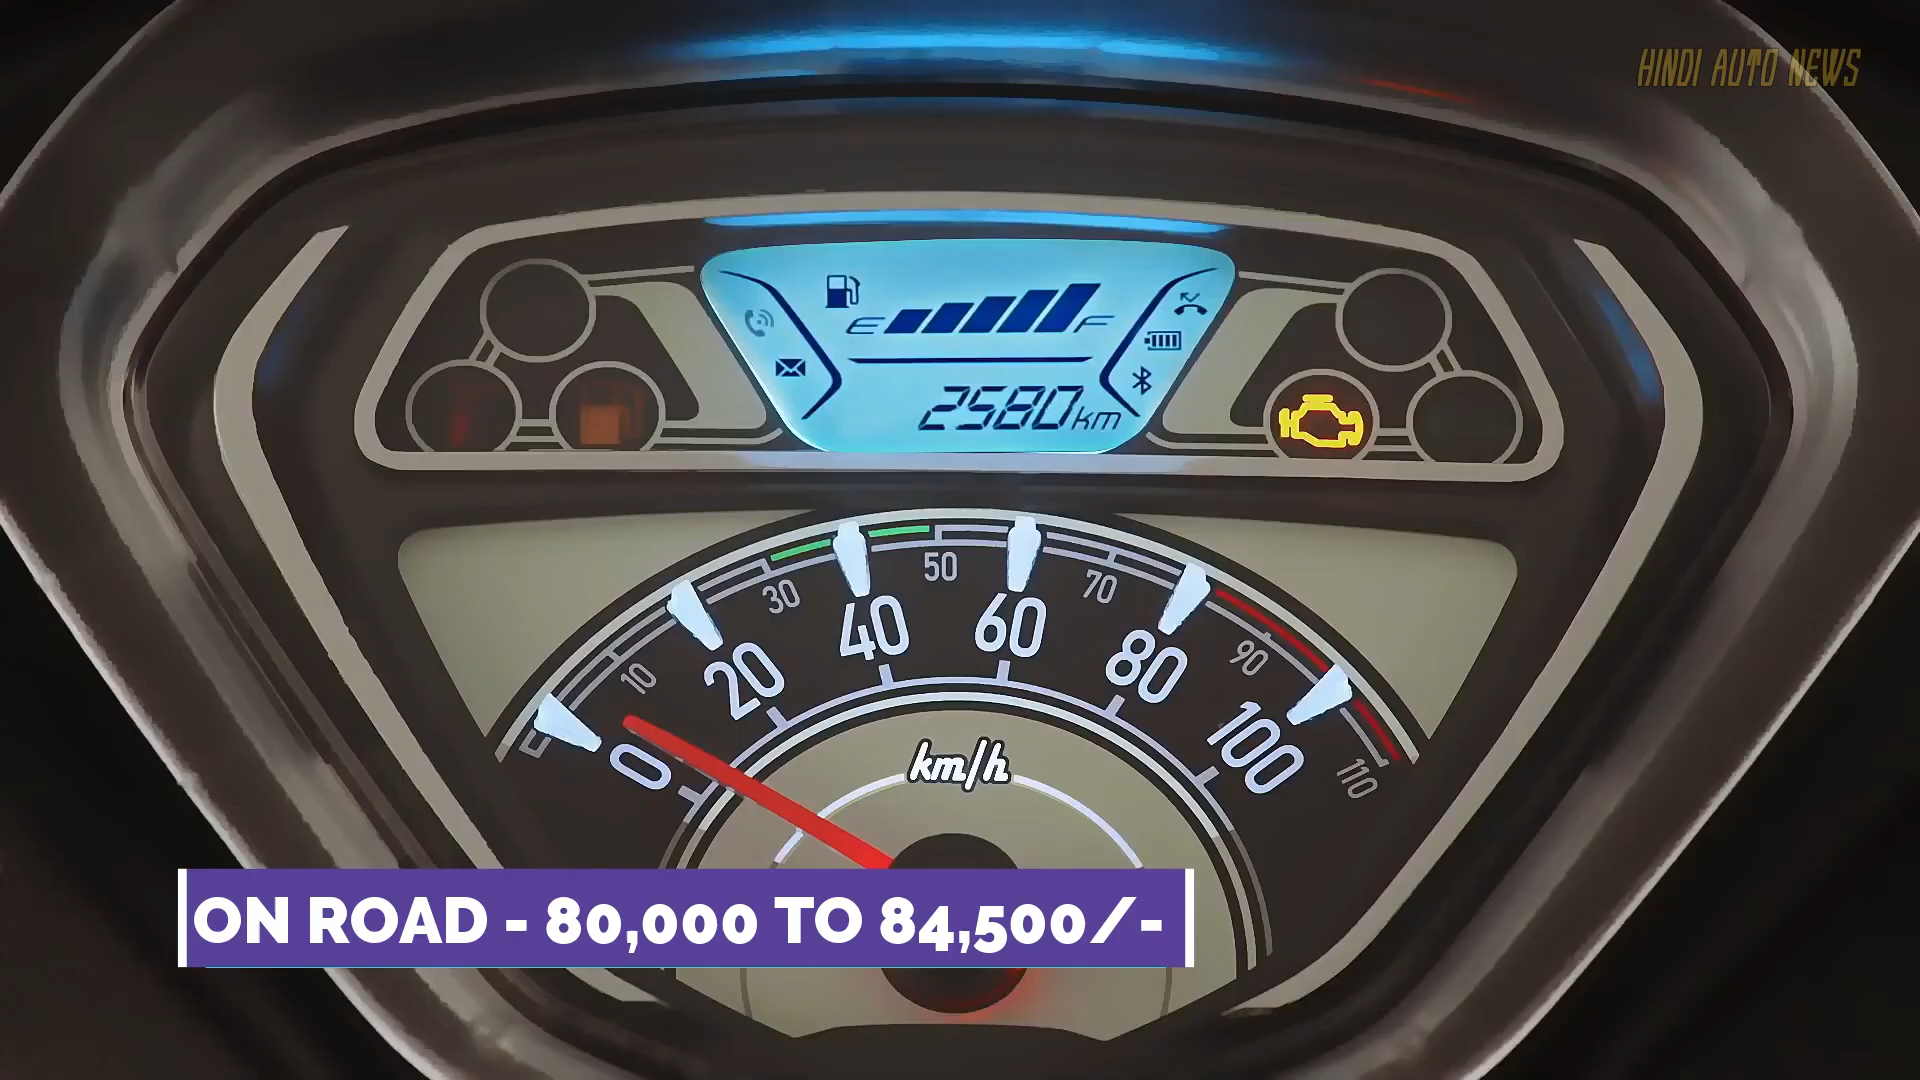 HINDI AUTO NEWS
E F
2580km
0 10 20 30 40 50 60 70 80 90 100 110
km/h
ON ROAD - 80,000 TO 84,500/-